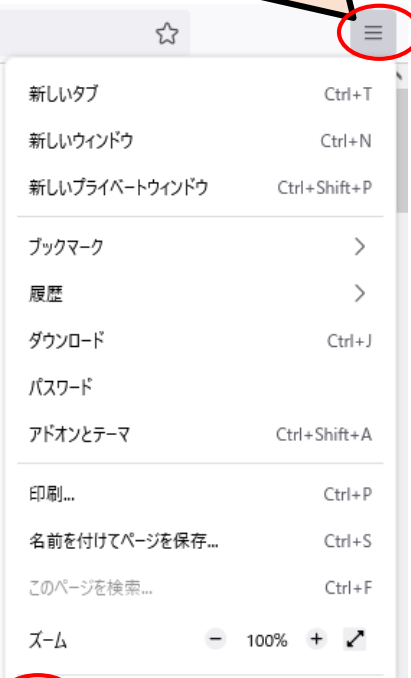 新しいタブ Ctrl+T
新しいウィンドウ Ctrl+N
新しいプライベートウィンドウ Ctrl+Shift+P
ブックマーク
履歴
ダウンロード Ctrl+J
パスワード
アドオンとテーマ Ctrl+Shift+A
印刷... Ctrl+P
名前を付けてページを保存... Ctrl+S
このページを検索... Ctrl+F
ズーム − 100% +